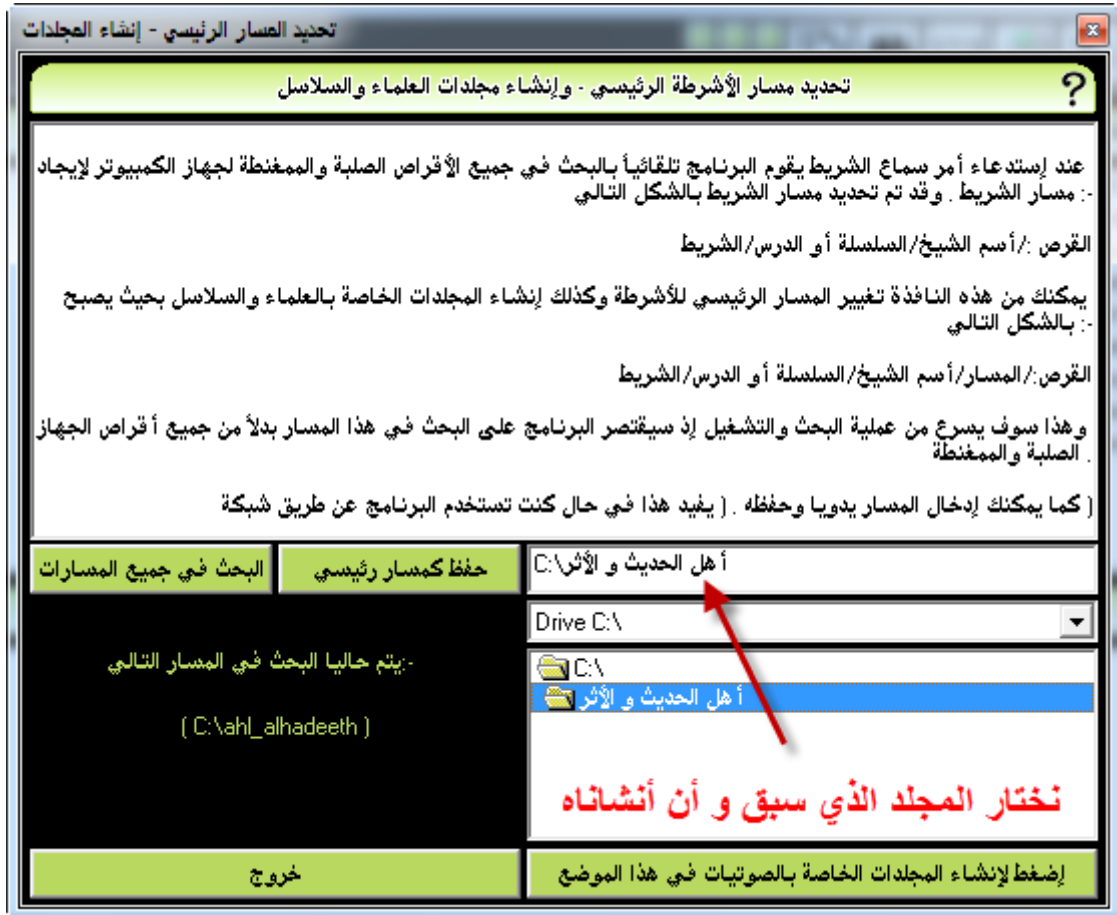 تحديد المسار الرئيسي - إنشاء المجلدات
تحديد مسار الأشرطة الرئيسي - وإنشاء مجلدات العلماء والسلاسل
?
عند إستدعاء أمر سماع الشريط يقوم البرنامج تلقائياً بالبحث في جميع الأقراص الصلبة والممغنطة لجهاز الكمبيوتر لإيجاد
مسار الشريط . وقد تم تحديد مسار الشريط بالشكل التالي :-
القرص :/أسم الشيخ/السلسلة أو الدرس/الشريط
يمكنك من هذه النافذة تغيير المسار الرئيسي للأشرطة وكذلك إنشاء المجلدات الخاصة بالعلماء والسلاسل بحيث يصبح
بالشكل التالي :-
القرص:/المسار/أسم الشيخ/السلسلة أو الدرس/الشريط
وهذا سوف يسرع من عملية البحث والتشغيل إذ سيقتصر البرنامج على البحث في هذا المسار بدلاً من جميع أقراص الجهاز
الصلبة والممغنطة .
( كما يمكنك إدخال المسار يدويا وحفظه . ( يفيد هذا في حال كنت تستخدم البرنامج عن طريق شبكة
C:\أهل الحديث و الأثر
حفظ كمسار رئيسي
البحث في جميع المسارات
Drive C:\
C:\
أهل الحديث و الأثر
يتم حاليا البحث في المسار التالي:-
( C:\ahl_alhadeeth )
نختار المجلد الذي سبق و أن أنشاناه
إضغط لإنشاء المجلدات الخاصة بالصوتيات في هذا الموضع
خروج